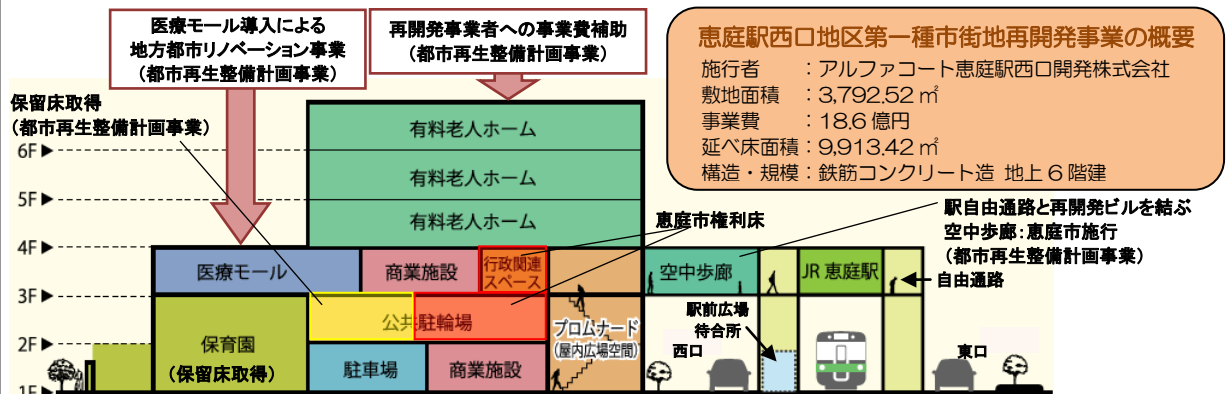 医療モール導入による
地方都市リノベーション事業
（都市再生整備計画事業）
再開発事業者への事業費補助
（都市再生整備計画事業）
恵庭駅西口地区第一種市街地再開発事業の概要
施行者　　：アルファコート恵庭駅西口開発株式会社
敷地面積　：3,792.52 ㎡
事業費　　：18.6 億円
延べ床面積：9,913.42 ㎡
構造・規模：鉄筋コンクリート造 地上 6 階建
保留床取得
（都市再生整備計画事業）
6F▶
5F▶
4F▶
3F▶
2F▶
1F▶
有料老人ホーム
有料老人ホーム
有料老人ホーム
恵庭市権利床
駅自由通路と再開発ビルを結ぶ
空中歩廊：恵庭市施行
（都市再生整備計画事業）
医療モール
商業施設
行政関連
スペース
空中歩廊
JR 恵庭駅
自由通路
公共駐輪場
プロムナード
（屋内広場空間）
駅前広場
待合所
保育園
（保留床取得）
駐車場
商業施設
西口
東口